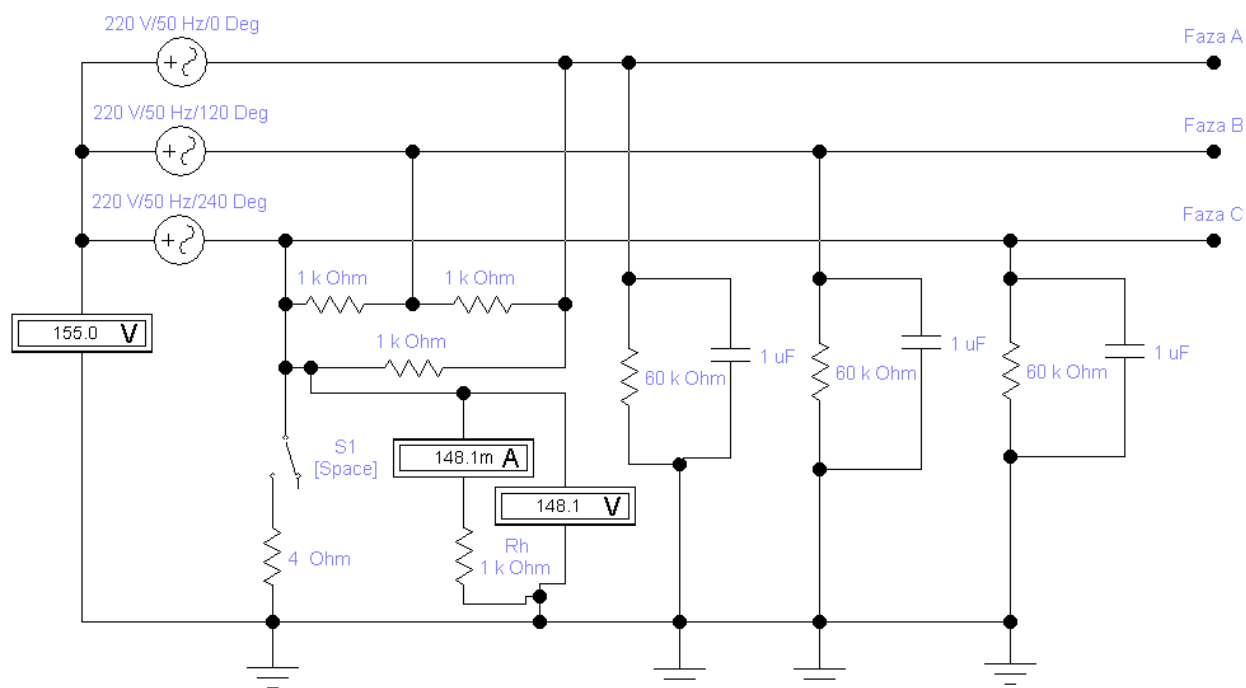 220 V/50 Hz/0 Deg
Faza A
220 V/50 Hz/120 Deg
Faza B
220 V/50 Hz/240 Deg
Faza C
1 k Ohm
1 k Ohm
155.0 V
1 k Ohm
1 uF
1 uF
1 uF
60 k Ohm
60 k Ohm
60 k Ohm
S1
[Space]
148.1m A
148.1 V
4 Ohm
Rh
1 k Ohm